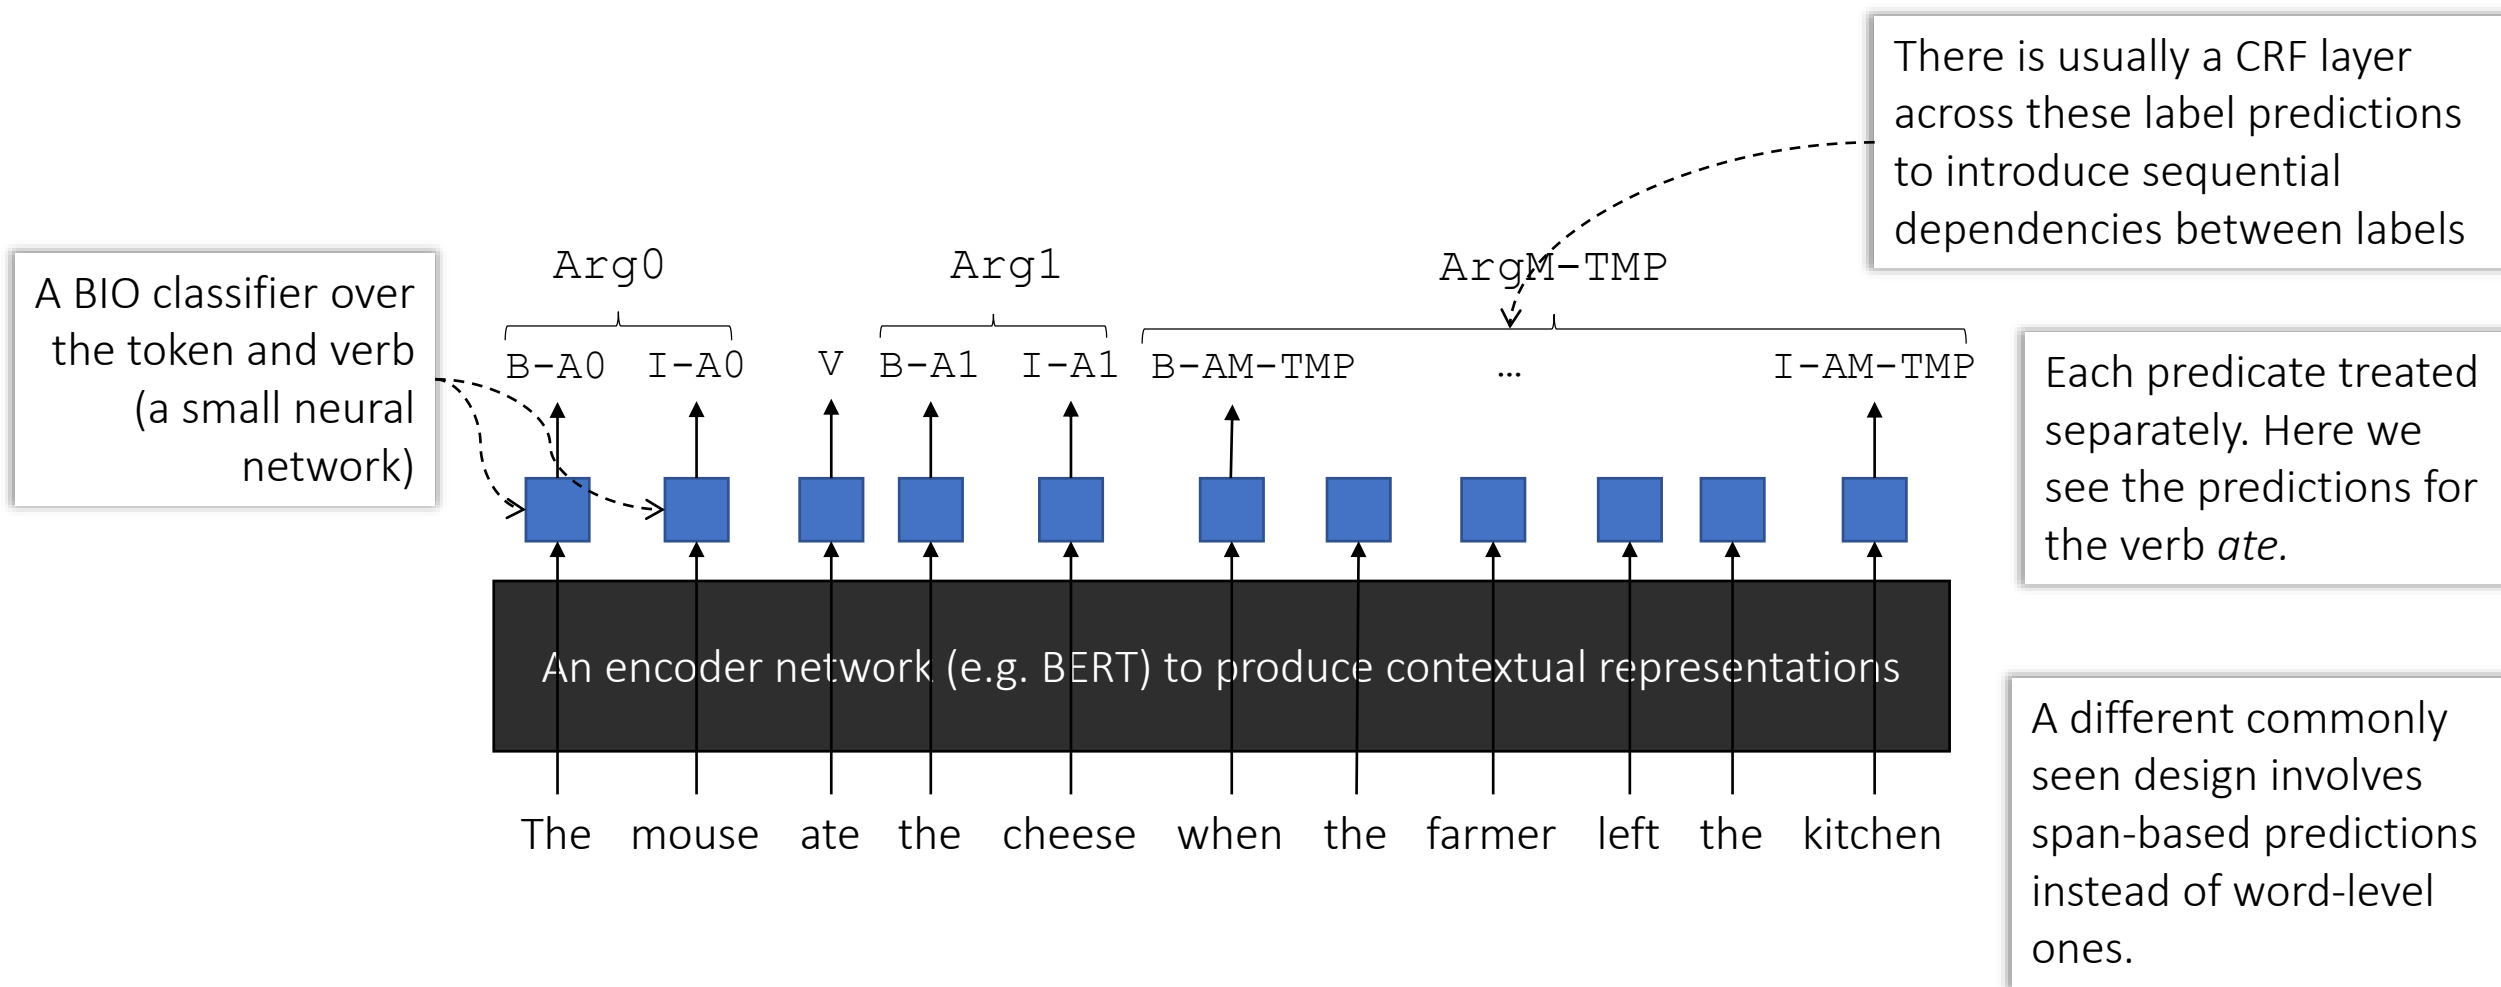 There is usually a CRF layer
across these label predictions
to introduce sequential
dependencies between labels
A BIO classifier over
the token and verb
(a small neural
network)
Arg0 Arg1 ArgM-TMP
B-A0 I-A0 V B-A1 I-A1 B-AM-TMP … I-AM-TMP
Each predicate treated
separately. Here we
see the predictions for
the verb ate.
An encoder network (e.g. BERT) to produce contextual representations
The mouse ate the cheese when the farmer left the kitchen
A different commonly
seen design involves
span-based predictions
instead of word-level
ones.